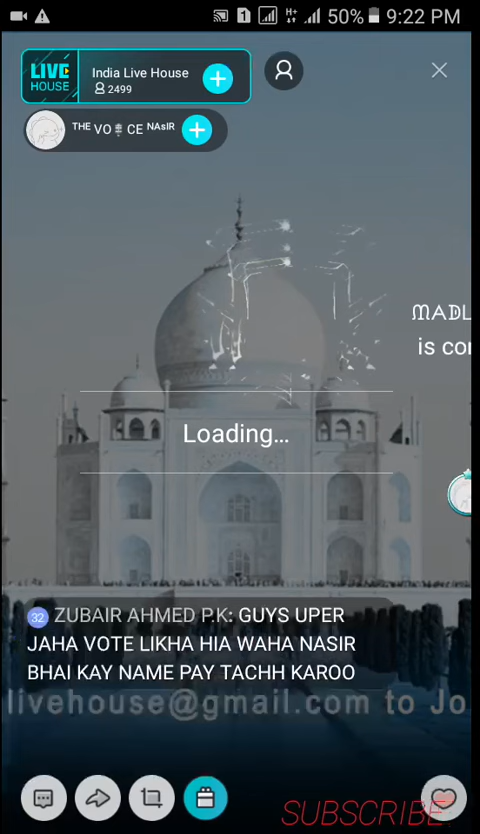 H+ 1 50% 9:22 PM
LIVE
HOUSE
India Live House
2499
THE VO CE NAsIR
MADL
is cor
Loading...
32 ZUBAIR AHMED P.K: GUYS UPER
JAHA VOTE LIKHA HIA WAHA NASIR
BHAI KAY NAME PAY TACHH KAROO
livehouse@gmail.com to Jo
SUBSCRIBE